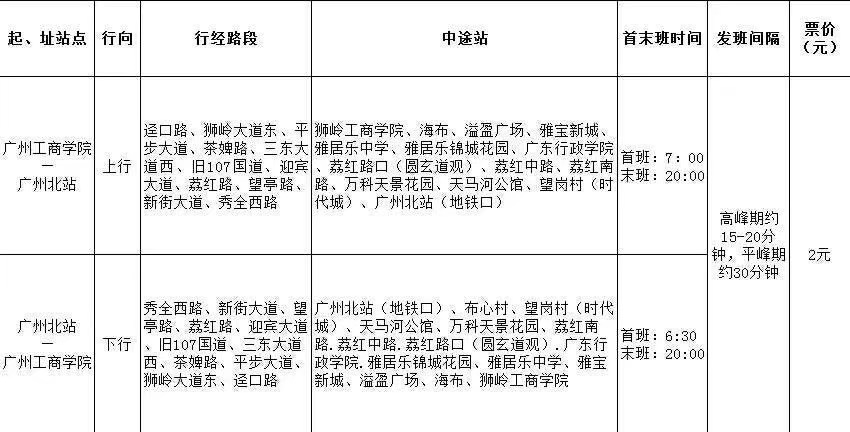 起、址站点
行向
行经路段
中途站
首末班时间
发班间隔
票价
（元）
广州工商学院
—
广州北站
上行
迳口路、狮岭大道东、平
步大道、茶婢路、三东大
道西、旧107国道、迎宾
大道、荔红路、望亭路、
新街大道、秀全西路
狮岭工商学院、海布、溢盈广场、雅宝新城、
雅居乐中学、雅居乐锦城花园、广东行政学院
、荔红路口（圆玄道观）、荔红中路、荔红南
路、万科天景花园、天马河公馆、望岗村（时
代城）、广州北站（地铁口）
首班：7：00
末班：20:00
高峰期约
15-20分
钟，平峰期
约30分钟
2元
广州北站
—
广州工商学院
下行
秀全西路、新街大道、望
亭路、荔红路、迎宾大道
、旧107国道、三东大道
西、茶婢路、平步大道、
狮岭大道东、迳口路
广州北站（地铁口）、布心村、望岗村（时代
城）、天马河公馆、万科天景花园、荔红南
路.荔红中路.荔红路口（圆玄道观）.广东行
政学院.雅居乐锦城花园、雅居乐中学、雅宝
新城、溢盈广场、海布、狮岭工商学院
首班：6:30
末班：20:00